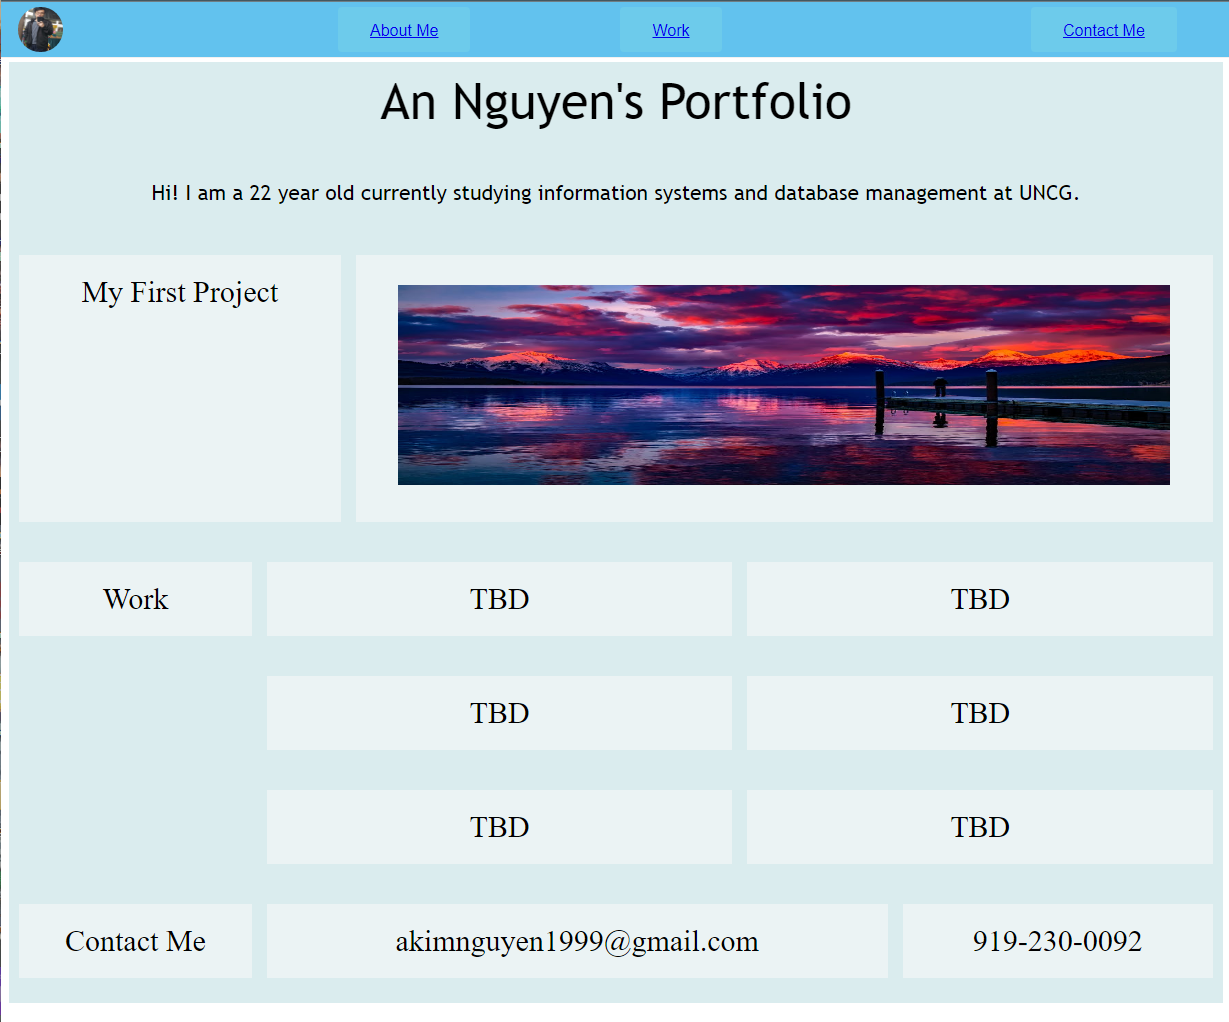 About Me
Work
Contact Me
An Nguyen's Portfolio
Hi! I am a 22 year old currently studying information systems and database management at UNCG.
My First Project
Work
TBD
TBD
TBD
TBD
TBD
TBD
Contact Me
akimnguyen1999@gmail.com
919-230-0092